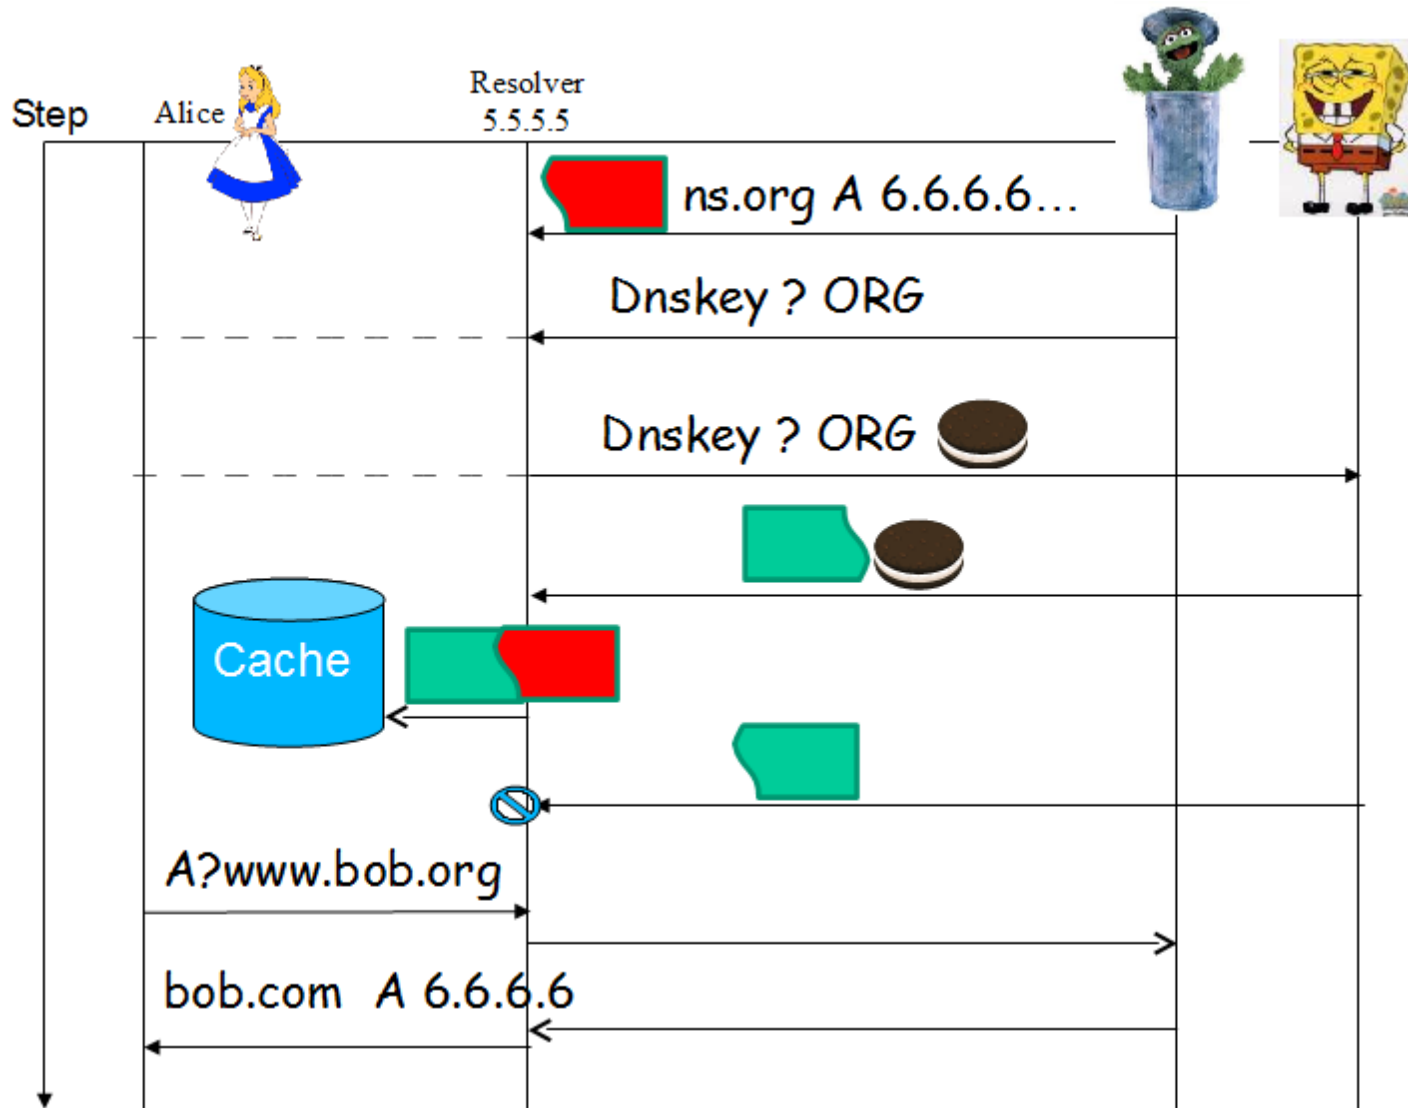 Resolver
Step Alice 5.5.5.5
ns.org A 6.6.6.6...
Dnskey ? ORG
Dnskey ? ORG
Cache
A?www.bob.org
bob.com A 6.6.6.6